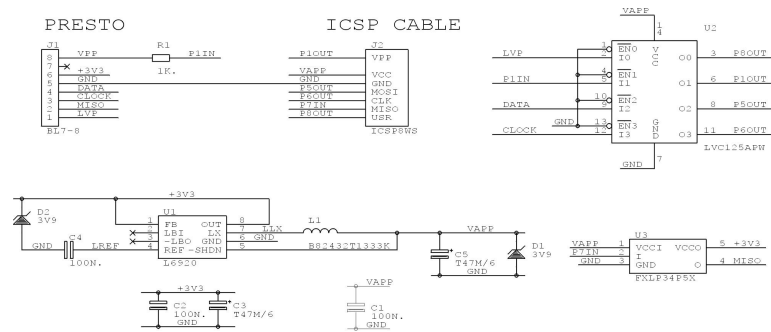 PRESTO
ICSP CABLE
J1
8 VPP
7
6 +3V3
5 GND
4 DATA
3 CLOCK
2 MISO
1 LVP
BL7-8
R1
1K.
P1IN
J2
P1OUT VPP
VAPP VCC
GND GND
P5OUT MOSI
P6OUT CLK
P7IN MISO
P8OUT USR
ICSP8WS
VAPP
14
U2
VCC
LVP 1 EN0 2 I0 O0 3 P8OUT
P1IN 4 EN1 5 I1 O1 6 P1OUT
DATA 10 EN2 9 I2 O2 8 P5OUT
GND 13 EN3
CLOCK 12 I3 O3 11 P6OUT
GND
7
GND
LVC125APW
+3V3
D2
3V9
C4
GND
100N.
LREF
U1
1 FB OUT 8
2 LBI LX 7 LLX
3 -LBO GND 6 GND
4 REF -SHDN 5
L6920
L1
B82432T1333K
VAPP
C5
T47M/6
GND
D1
3V9
U3
VAPP 1 VCCI VCCO 5 +3V3
P7IN 2 I
GND 3 GND O 4 MISO
FXLP34P5X
+3V3
C2
100N.
C3
T47M/6
GND
VAPP
C1
100N.
GND